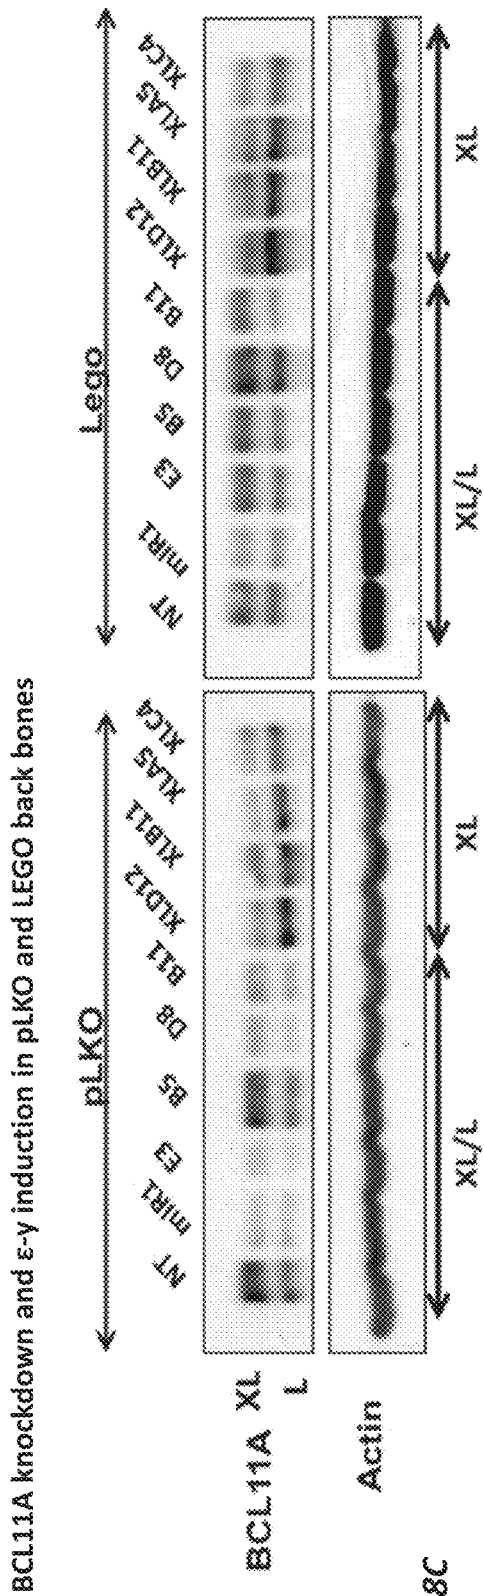 BCL11A knockdown and ε-γ induction in pLKO and LEGO back bones
pLKO
Lego
NT miR1 E3 B5 D8 B11 XLD12 XLB11 XLA5 XLC4
NT miR1 E3 B5 D8 B11 XLD12 XLB11 XLA5 XLC4
BCL11A XL
L
Actin
XL/L
XL
XL/L
XL
8C